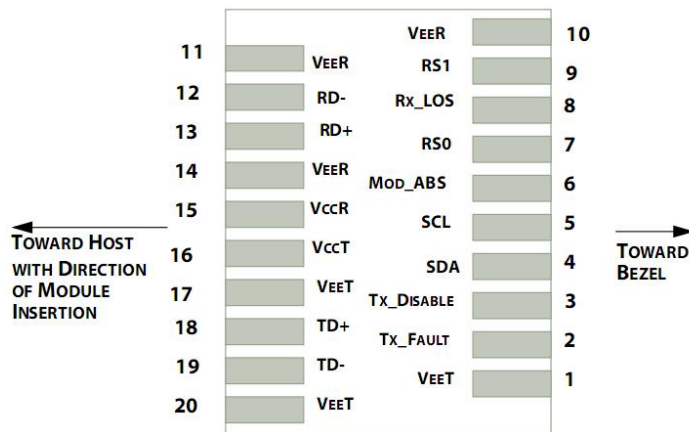 11 VEER
12 RD-
13 RD+
14 VEER
15 VCCR
16 VCCT
17 VEET
18 TD+
19 TD-
20 VEET
VEER 10
RS1 9
RX_LOS 8
RS0 7
MOD_ABS 6
SCL 5
SDA 4
TX_DISABLE 3
TX_FAULT 2
VEET 1
TOWARD HOST
WITH DIRECTION
OF MODULE
INSERTION
TOWARD
BEZEL